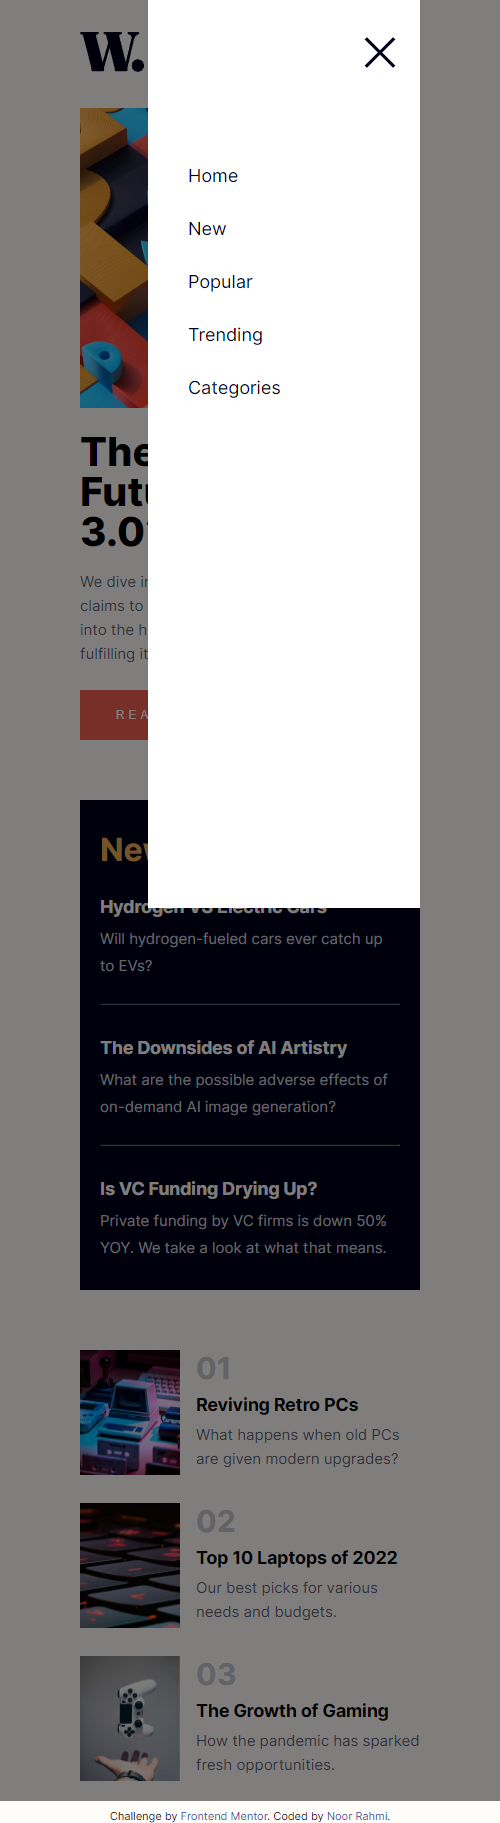 W.
Home
New
Popular
Trending
Categories
The
3.0
We dive
claims to
into the
fulfilling
Hydrogen VS Electric Cars
Will hydrogen-fueled cars ever catch up
to EVs?
The Downsides of AI Artistry
What are the possible adverse effects of
on-demand AI image generation?
Is VC Funding Drying Up?
Private funding by VC firms is down 50%
YOY. We take a look at what that means.
01
Reviving Retro PCs
What happens when old PCs
are given modern upgrades?
02
Top 10 Laptops of 2022
Our best picks for various
needs and budgets.
03
The Growth of Gaming
How the pandemic has sparked
fresh opportunities.
Challenge by Frontend Mentor. Coded by Noor Rahmi.